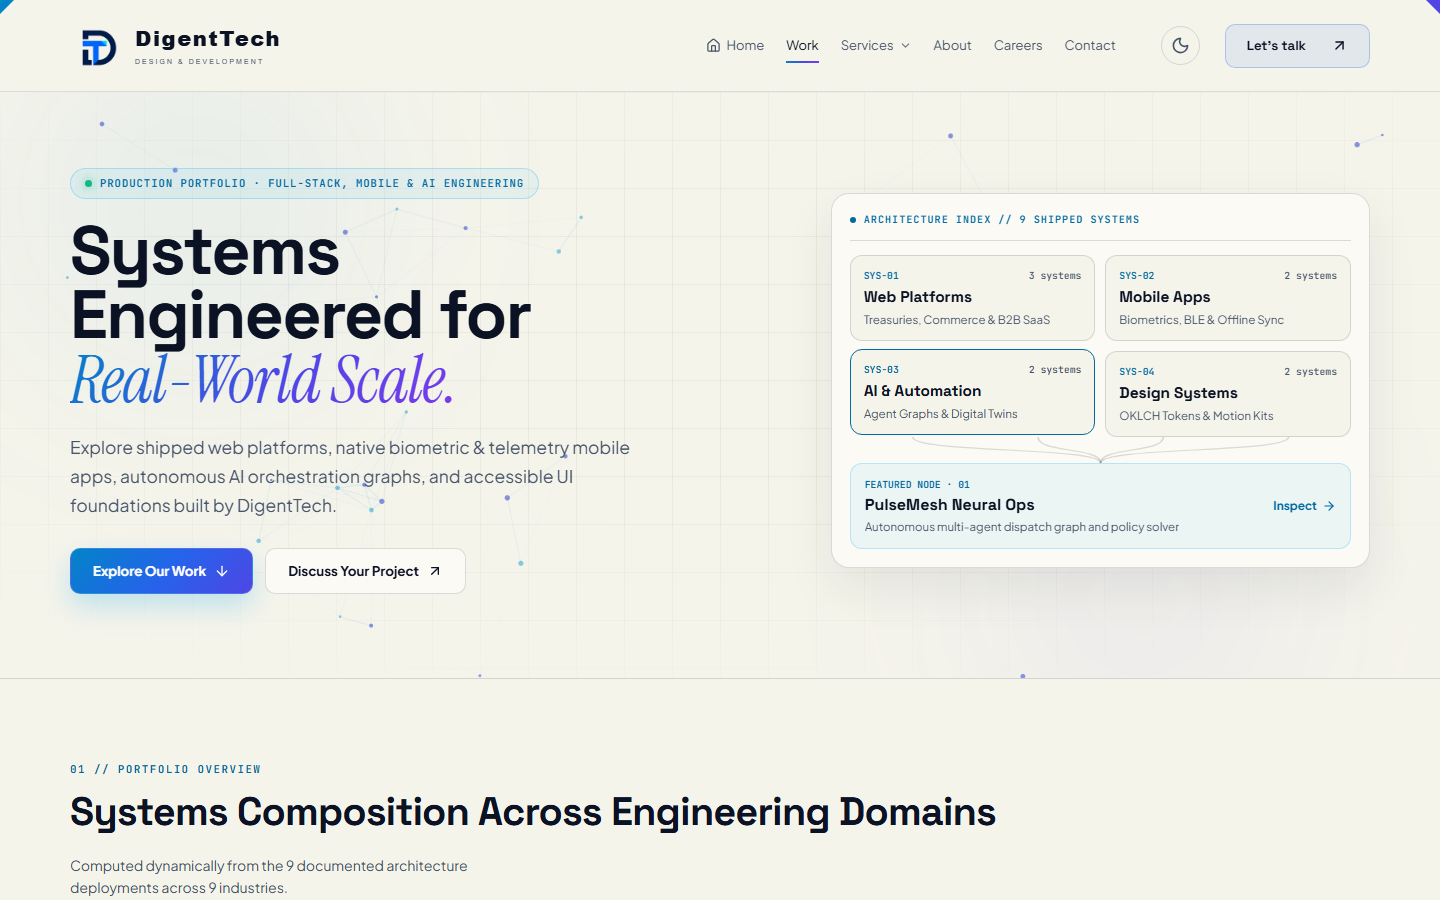 DigentTech
DESIGN & DEVELOPMENT
Home
Work
Services
About
Careers
Contact
Let's talk
PRODUCTION PORTFOLIO · FULL-STACK, MOBILE & AI ENGINEERING
Systems
Engineered for
Real-World Scale.
Explore shipped web platforms, native biometric & telemetry mobile
apps, autonomous AI orchestration graphs, and accessible UI
foundations built by DigentTech.
Explore Our Work
Discuss Your Project
ARCHITECTURE INDEX // 9 SHIPPED SYSTEMS
SYS-01
3 systems
Web Platforms
Treasuries, Commerce & B2B SaaS
SYS-02
2 systems
Mobile Apps
Biometrics, BLE & Offline Sync
SYS-03
2 systems
AI & Automation
Agent Graphs & Digital Twins
SYS-04
2 systems
Design Systems
OKLCH Tokens & Motion Kits
FEATURED NODE · 01
PulseMesh Neural Ops
Autonomous multi-agent dispatch graph and policy solver
Inspect
01 // PORTFOLIO OVERVIEW
Systems Composition Across Engineering Domains
Computed dynamically from the 9 documented architecture
deployments across 9 industries.